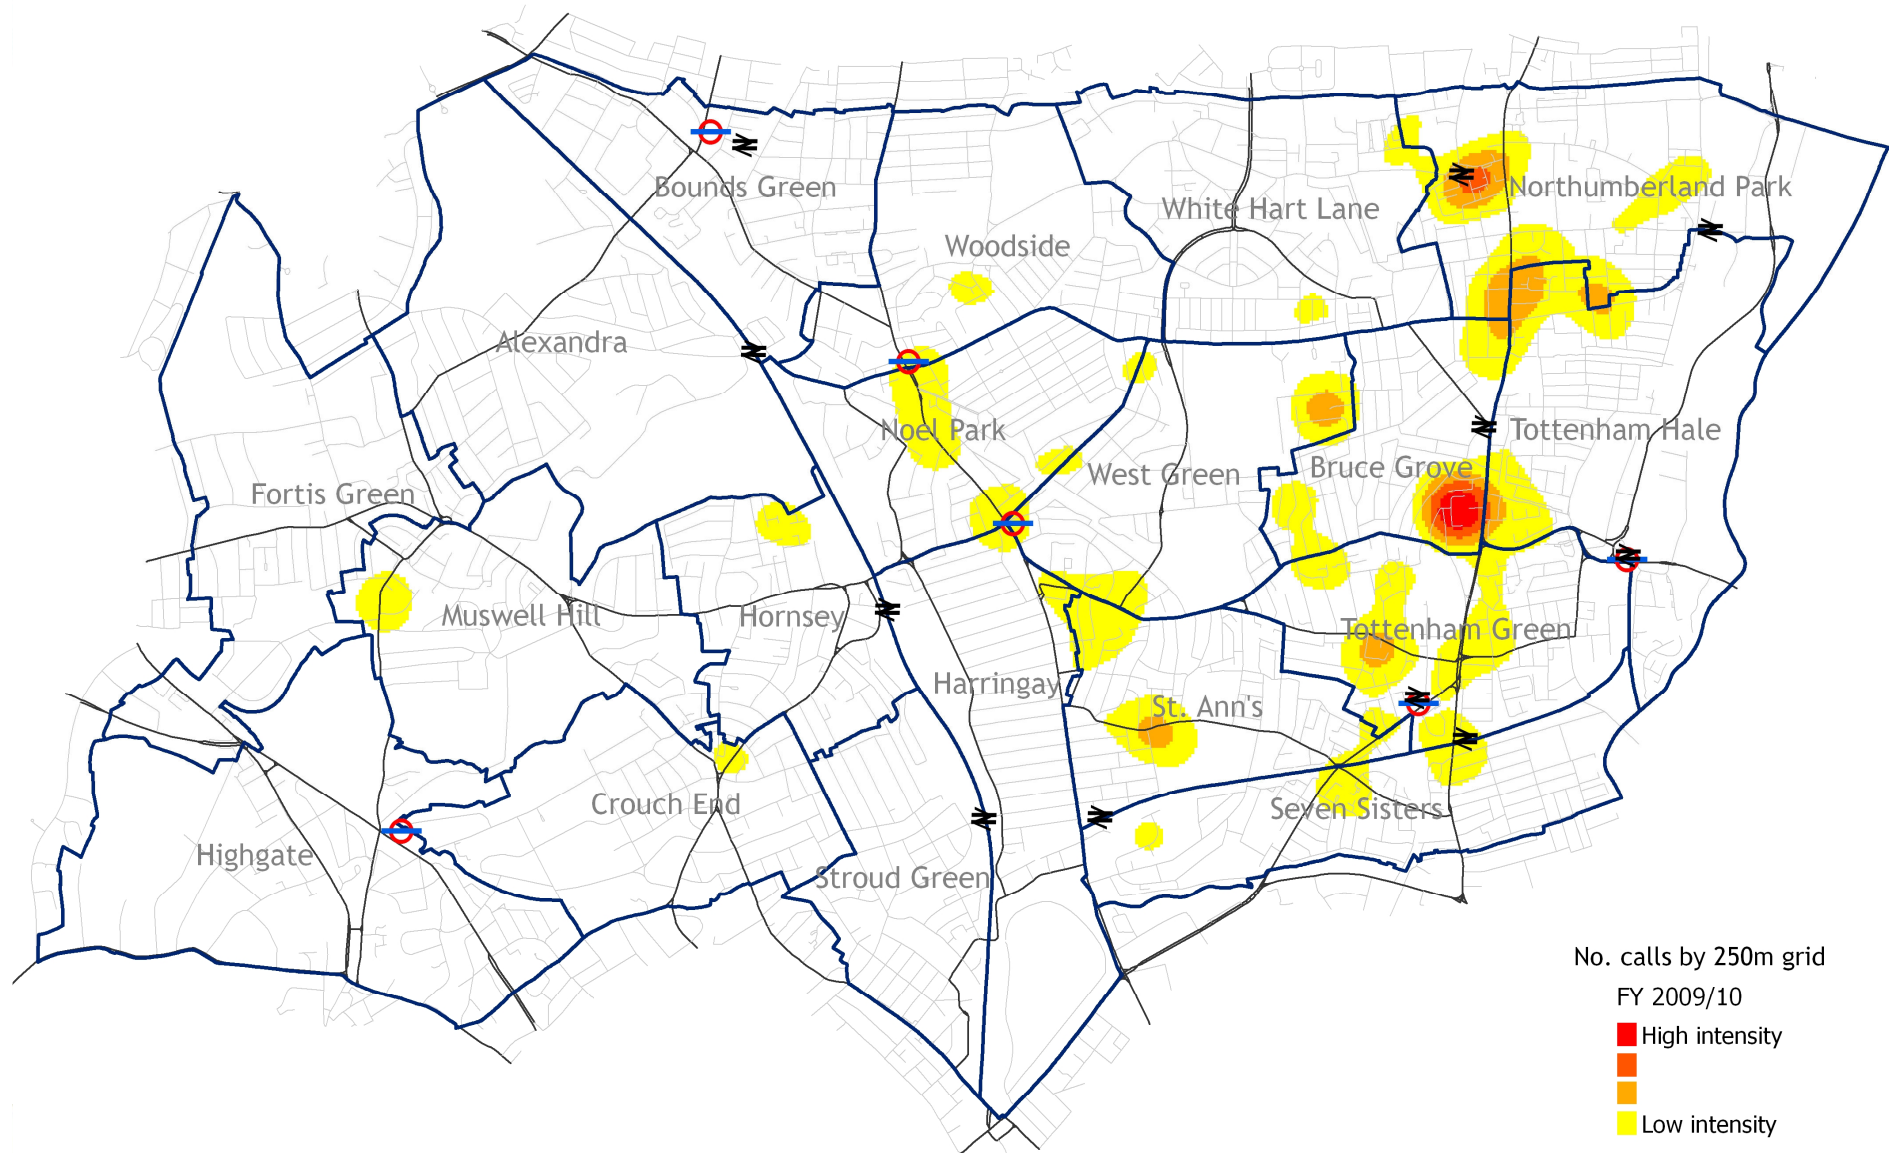 Bounds Green
Northumberland Park
White Hart Lane
Woodside
Alexandra
Noel Park
Tottenham Hale
Bruce Grove
West Green
Fortis Green
Muswell Hill
Hornsey
Tottenham Green
Harringay
St. Ann's
Crouch End
Seven Sisters
Highgate
Stroud Green
No. calls by 250m grid
FY 2009/10
High intensity
Low intensity